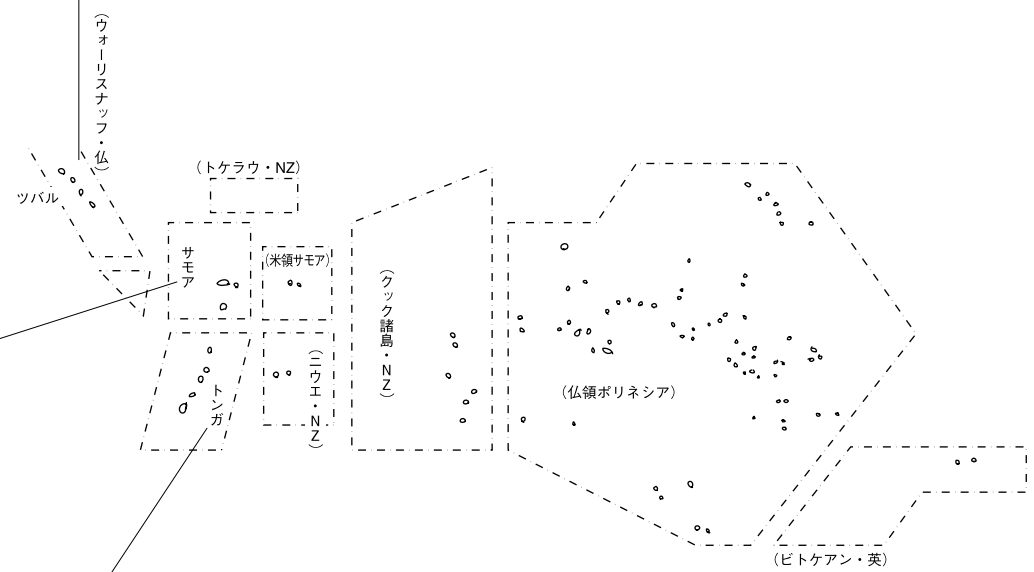 （ウォーリスナッフ・仏）
ツバル
（トケラウ・NZ）
サモア
（米領サモア）
トンガ
（ニウエ・NZ）
（クック諸島・NZ）
（仏領ポリネシア）
（ビトケアン・英）